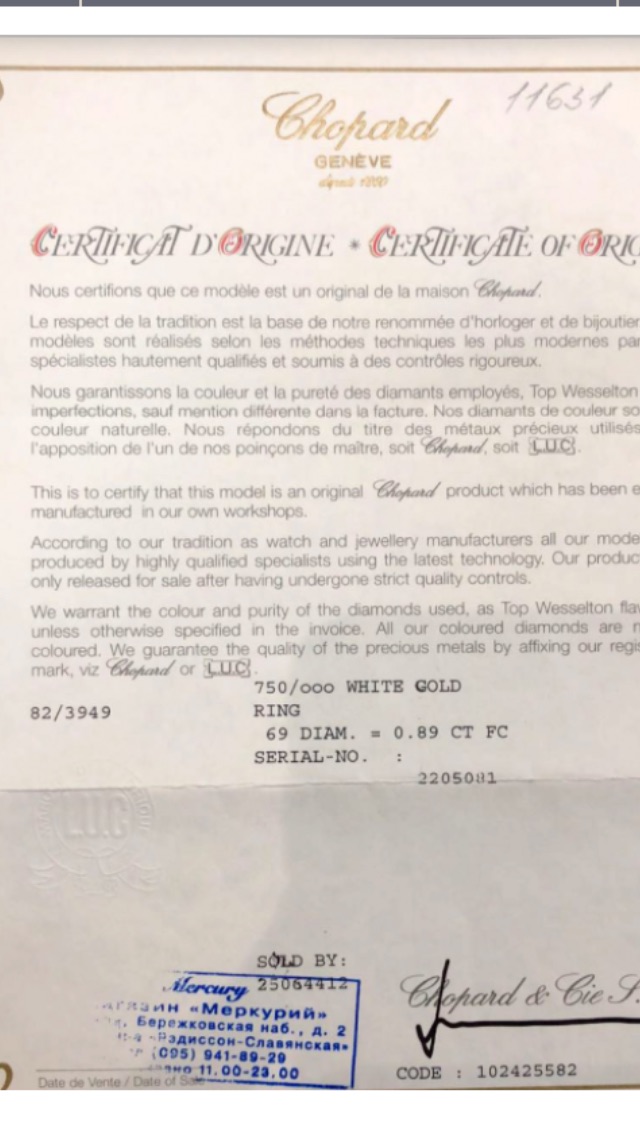 11631
Chopard
GENÈVE
depuis 1860
CERTIFICAT D'ORIGINE * CERTIFICATE OF ORIG
Nous certifions que ce modèle est un original de la maison Chopard.
Le respect de la tradition est la base de notre renommée d'horloger et de bijoutier
modèles sont réalisés selon les méthodes techniques les plus modernes par
spécialistes hautement qualifiés et soumis à des contrôles rigoureux.
Nous garantissons la couleur et la pureté des diamants employés, Top Wesselton
imperfections, sauf mention différente dans la facture. Nos diamants de couleur so
couleur naturelle. Nous répondons du titre des métaux précieux utilisés
l'apposition de l'un de nos poinçons de maître, soit Chopard, soit L.U.C.
This is to certify that this model is an original Chopard product which has been e
manufactured in our own workshops.
According to our tradition as watch and jewellery manufacturers all our mode
produced by highly qualified specialists using the latest technology. Our produc
only released for sale after having undergone strict quality controls.
We warrant the colour and purity of the diamonds used, as Top Wesselton fla
unless otherwise specified in the invoice. All our coloured diamonds are n
coloured. We guarantee the quality of the precious metals by affixing our regis
mark, viz Chopard or L.U.C.
750/ooo WHITE GOLD
82/3949 RING
69 DIAM. = 0.89 CT FC
SERIAL-NO. :
2205081
L.U.C
SOLD BY:
Mercury 25064412
агазин «Меркурий»
Бережковская наб., д. 2
«Рэдиссон-Славянская»
(095) 941-89-29
11.00-23.00
Chopard & Cie S.
Date de Vente / Date of Sale
CODE : 102425582